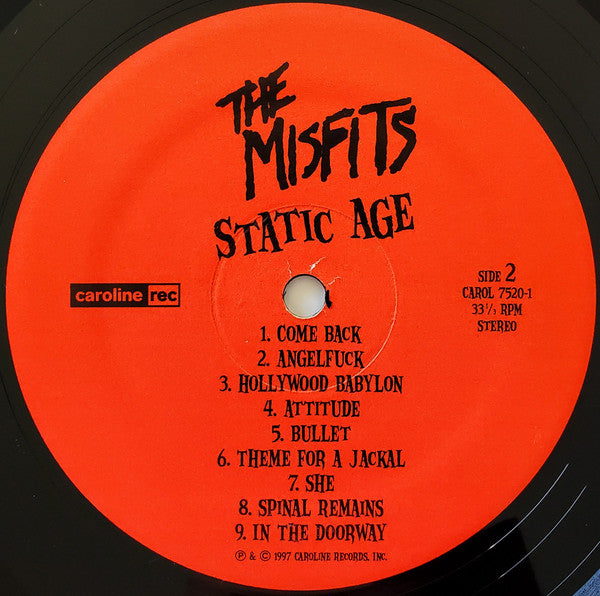 THE
MISFITS
STATIC AGE
caroline rec
SIDE 2
CAROL 7520-1
33 1/3 RPM
STEREO
1. COME BACK
2. ANGELFUCK
3. HOLLYWOOD BABYLON
4. ATTITUDE
5. BULLET
6. THEME FOR A JACKAL
7. SHE
8. SPINAL REMAINS
9. IN THE DOORWAY
℗ & © 1997 CAROLINE RECORDS, INC.